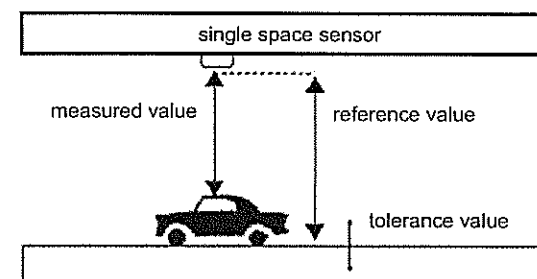 single space sensor
measured value
reference value
tolerance value